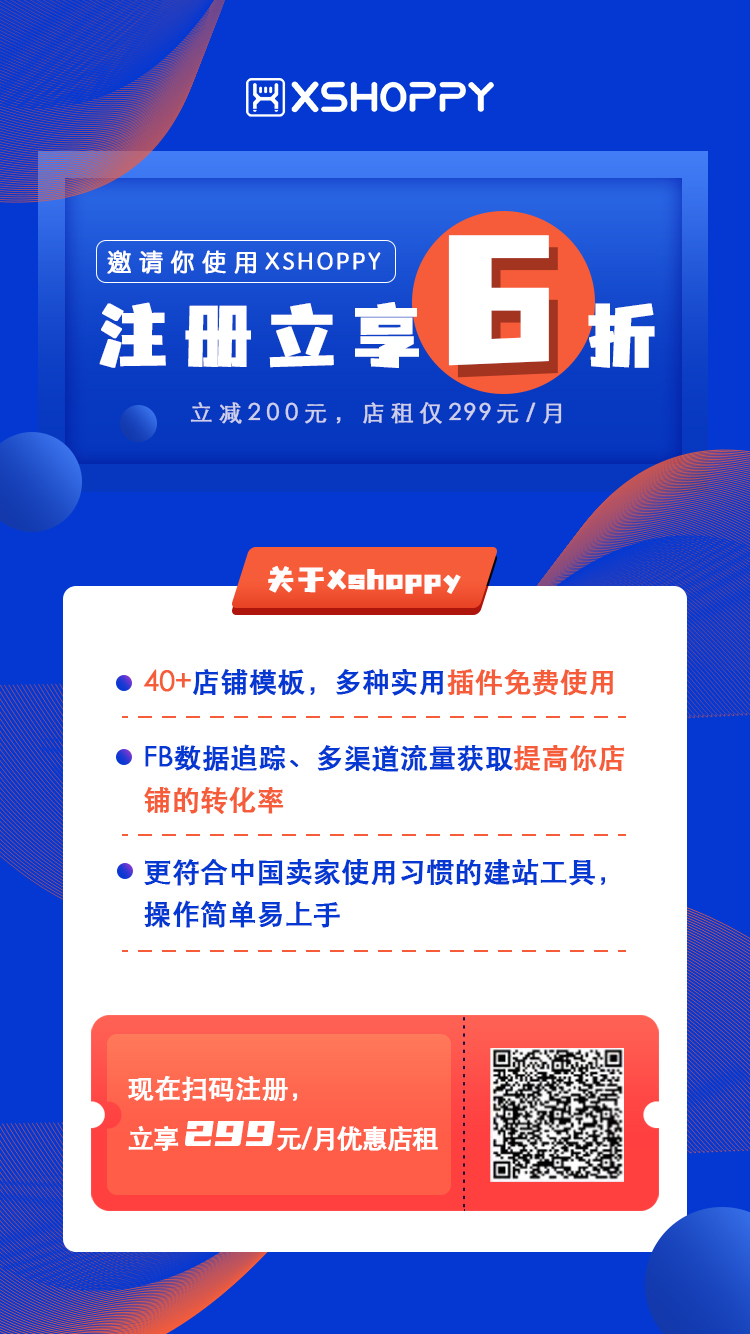 XSHOPPY
邀请你使用XSHOPPY
注册立享6折
立减200元，店租仅299元/月
关于Xshoppy
40+店铺模板，多种实用插件免费使用
FB数据追踪、多渠道流量获取提高你店
铺的转化率
更符合中国卖家使用习惯的建站工具，
操作简单易上手
现在扫码注册，
立享299元/月优惠店租